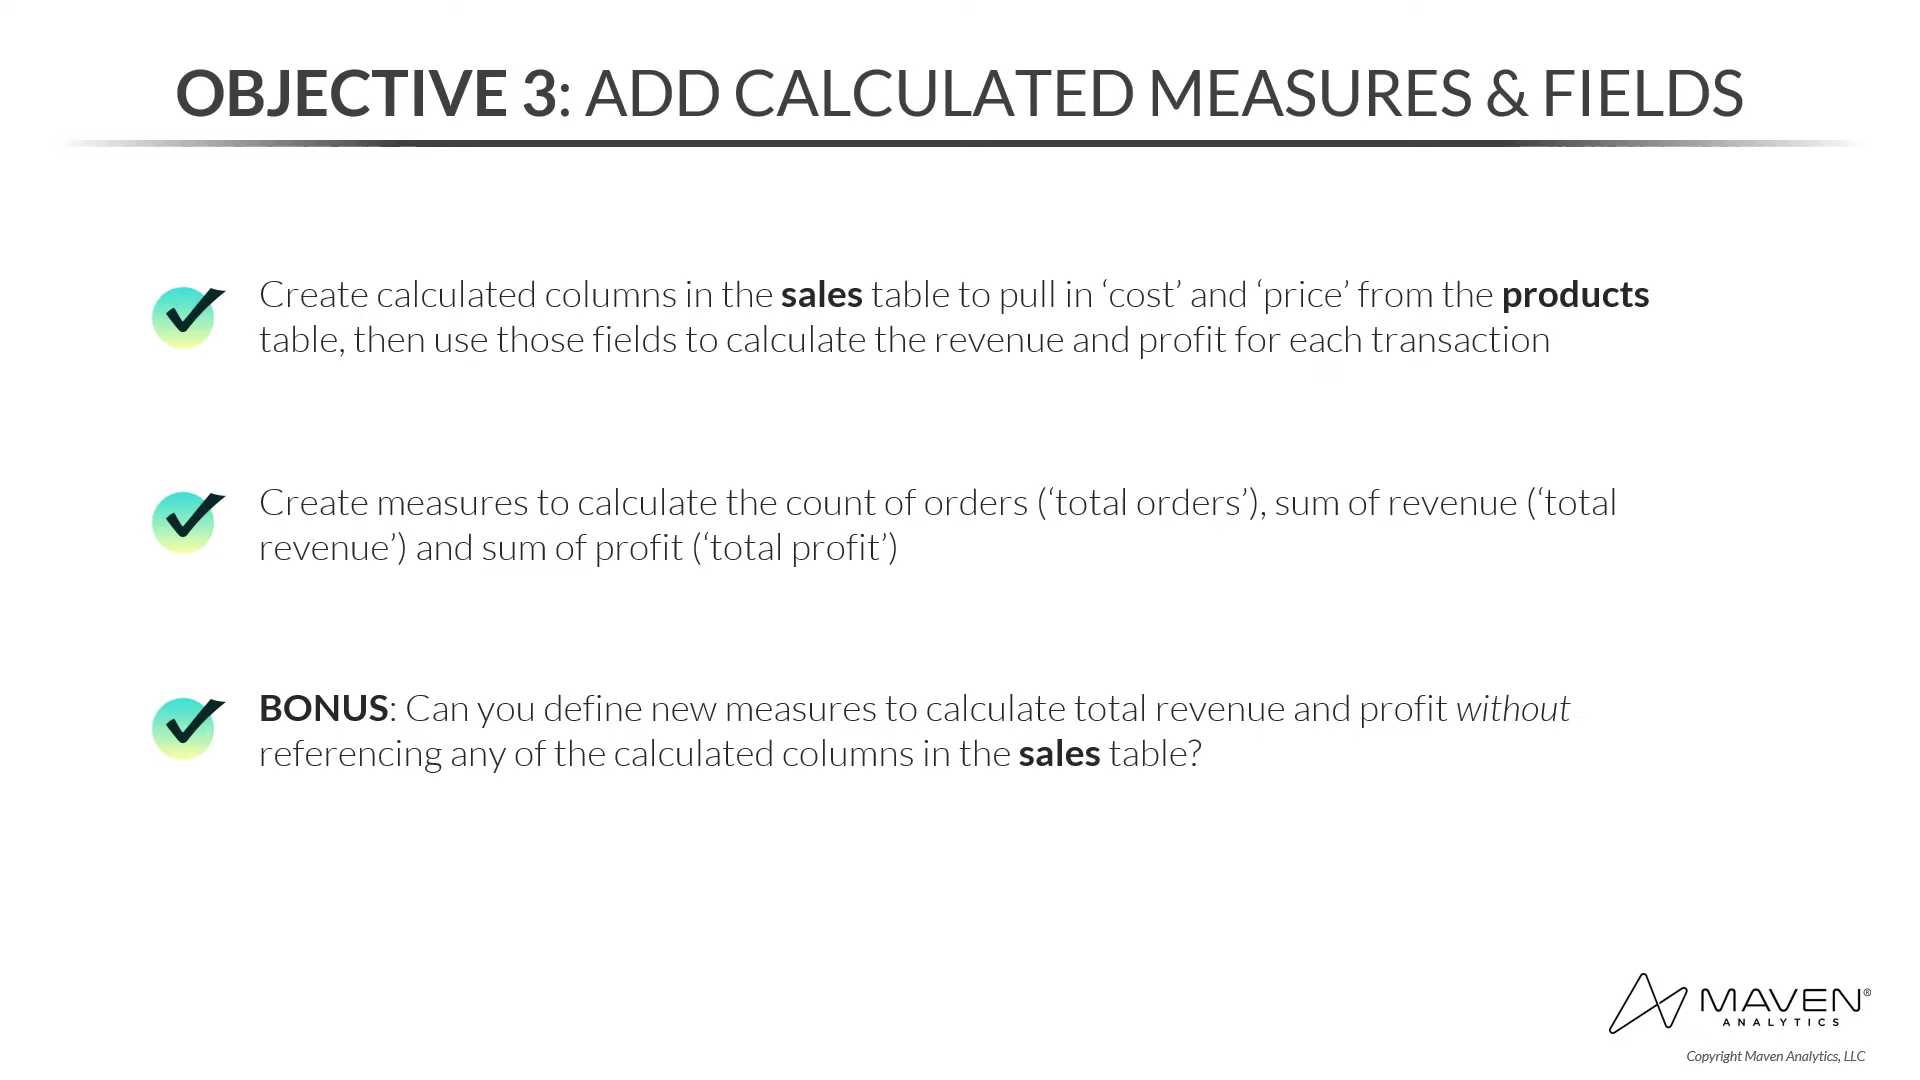 OBJECTIVE 3: ADD CALCULATED MEASURES & FIELDS
Create calculated columns in the sales table to pull in ‘cost’ and ‘price’ from the products
table, then use those fields to calculate the revenue and profit for each transaction
Create measures to calculate the count of orders (‘total orders’), sum of revenue (‘total
revenue’) and sum of profit (‘total profit’)
BONUS: Can you define new measures to calculate total revenue and profit without
referencing any of the calculated columns in the sales table?
MAVEN®
ANALYTICS
Copyright Maven Analytics, LLC